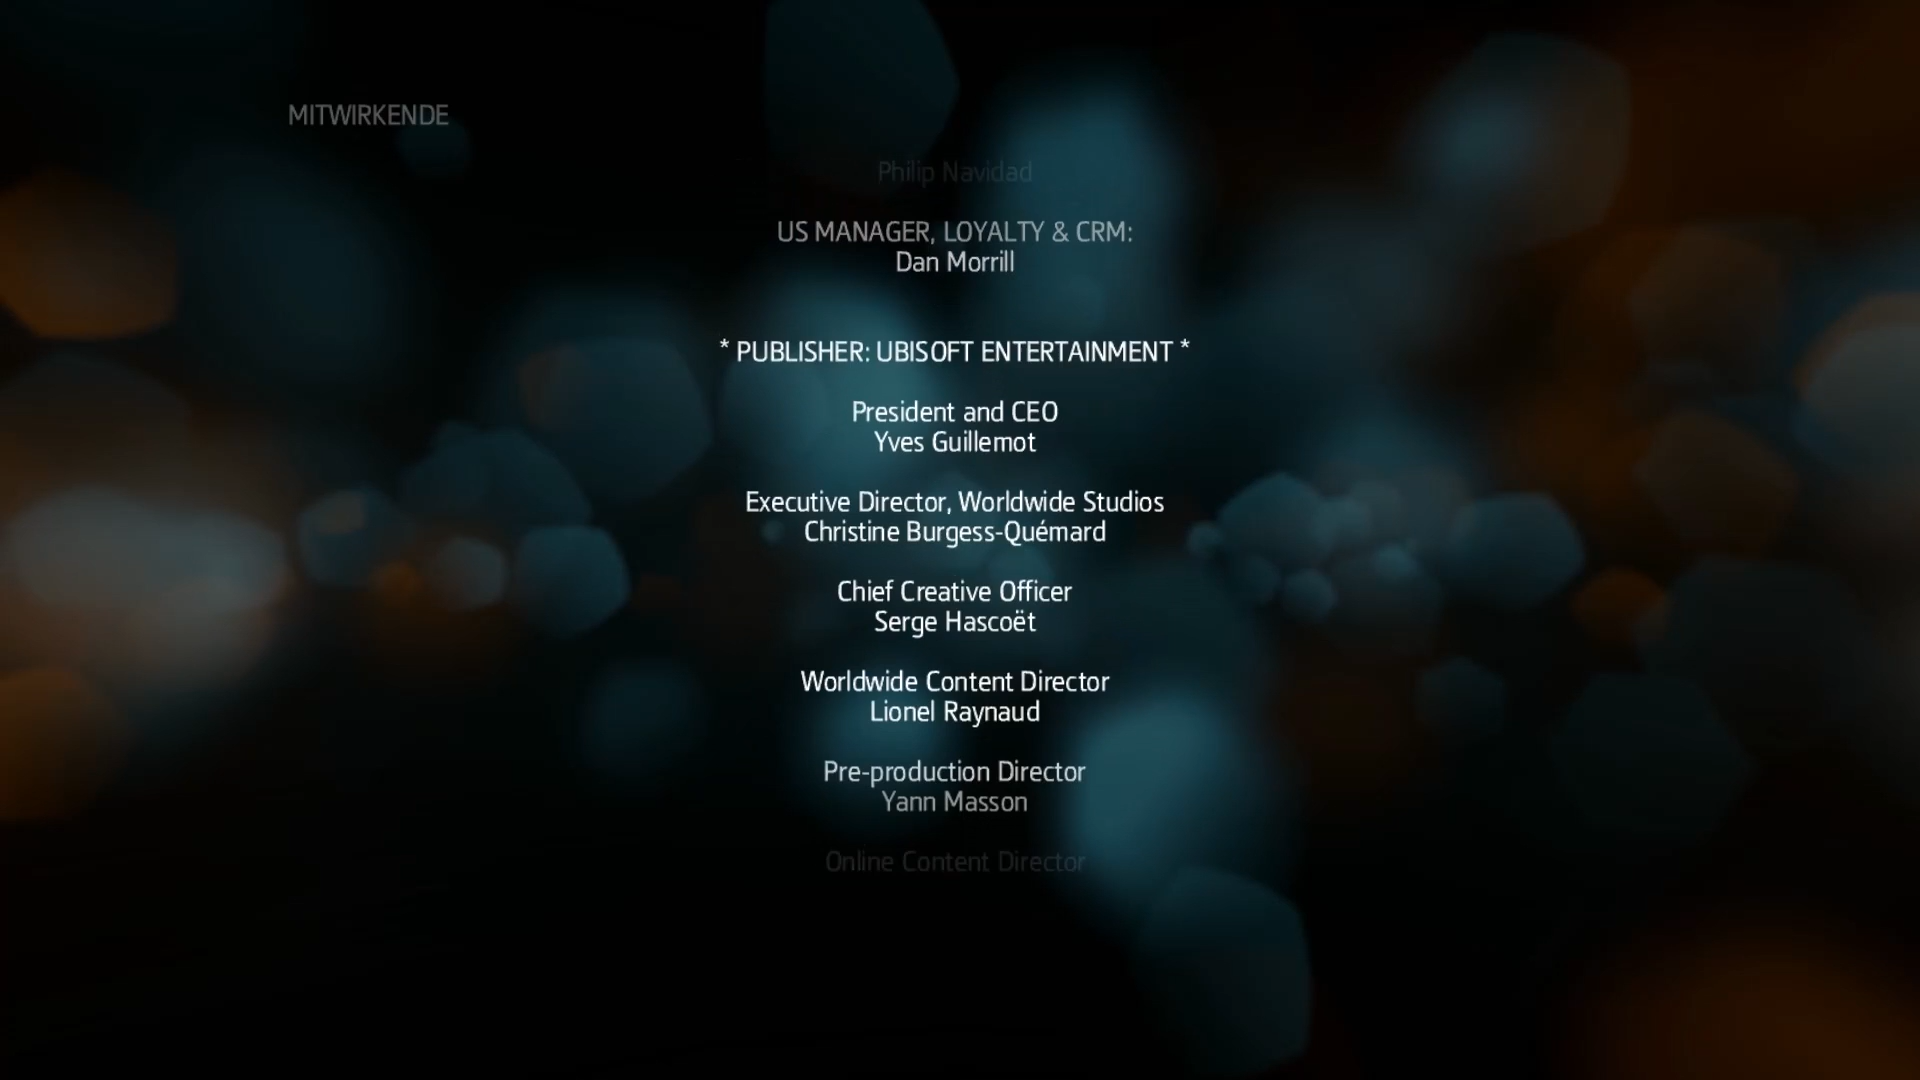 MITWIRKENDE
Philip Navidad
US MANAGER, LOYALTY & CRM:
Dan Morrill
* PUBLISHER: UBISOFT ENTERTAINMENT *
President and CEO
Yves Guillemot
Executive Director, Worldwide Studios
Christine Burgess-Quémard
Chief Creative Officer
Serge Hascoët
Worldwide Content Director
Lionel Raynaud
Pre-production Director
Yann Masson
Online Content Director